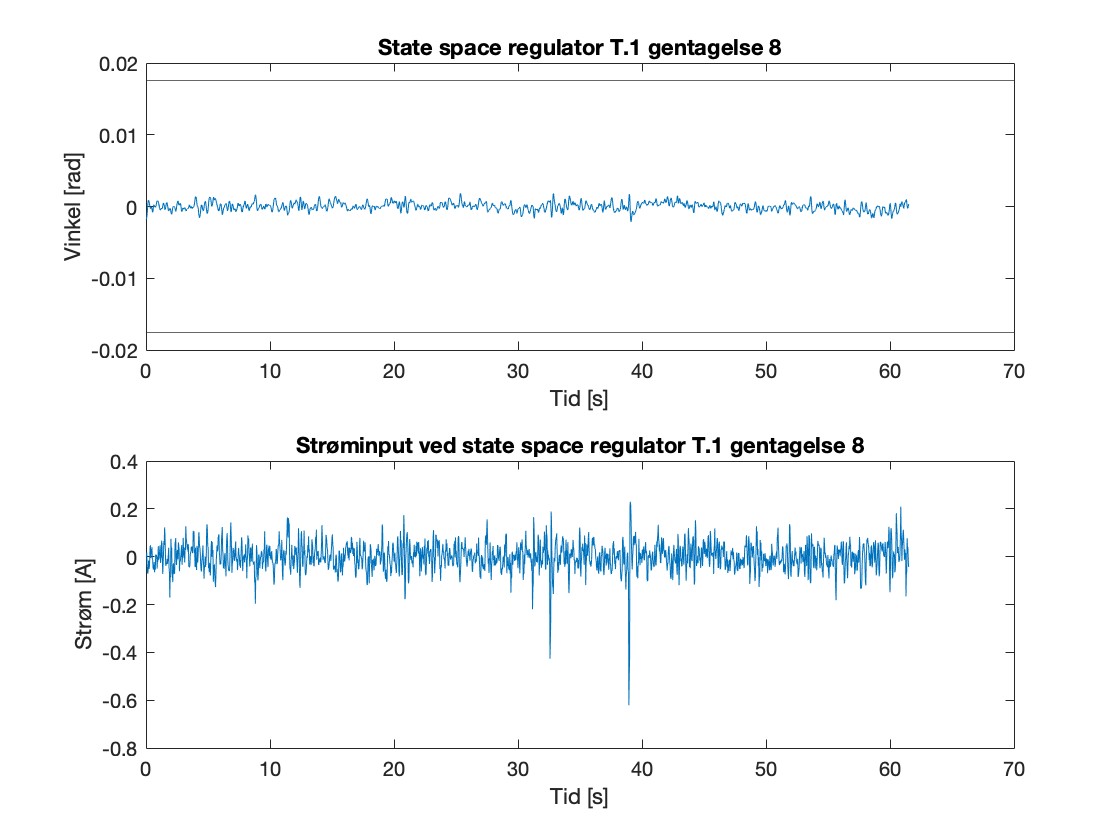 State space regulator T.1 gentagelse 8
0.02
0.01
0
-0.01
-0.02
Vinkel [rad]
0 10 20 30 40 50 60 70
Tid [s]
Strøminput ved state space regulator T.1 gentagelse 8
0.4
0.2
0
-0.2
-0.4
-0.6
-0.8
Strøm [A]
0 10 20 30 40 50 60 70
Tid [s]